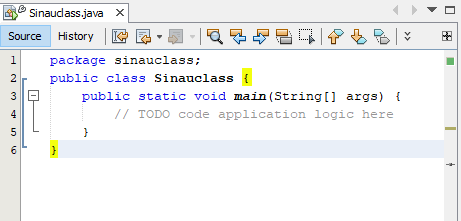 Sinauclass.java
Source History
1 package sinauclass;
2 public class Sinauclass {
3 public static void main(String[] args) {
4 // TODO code application logic here
5 }
6 }